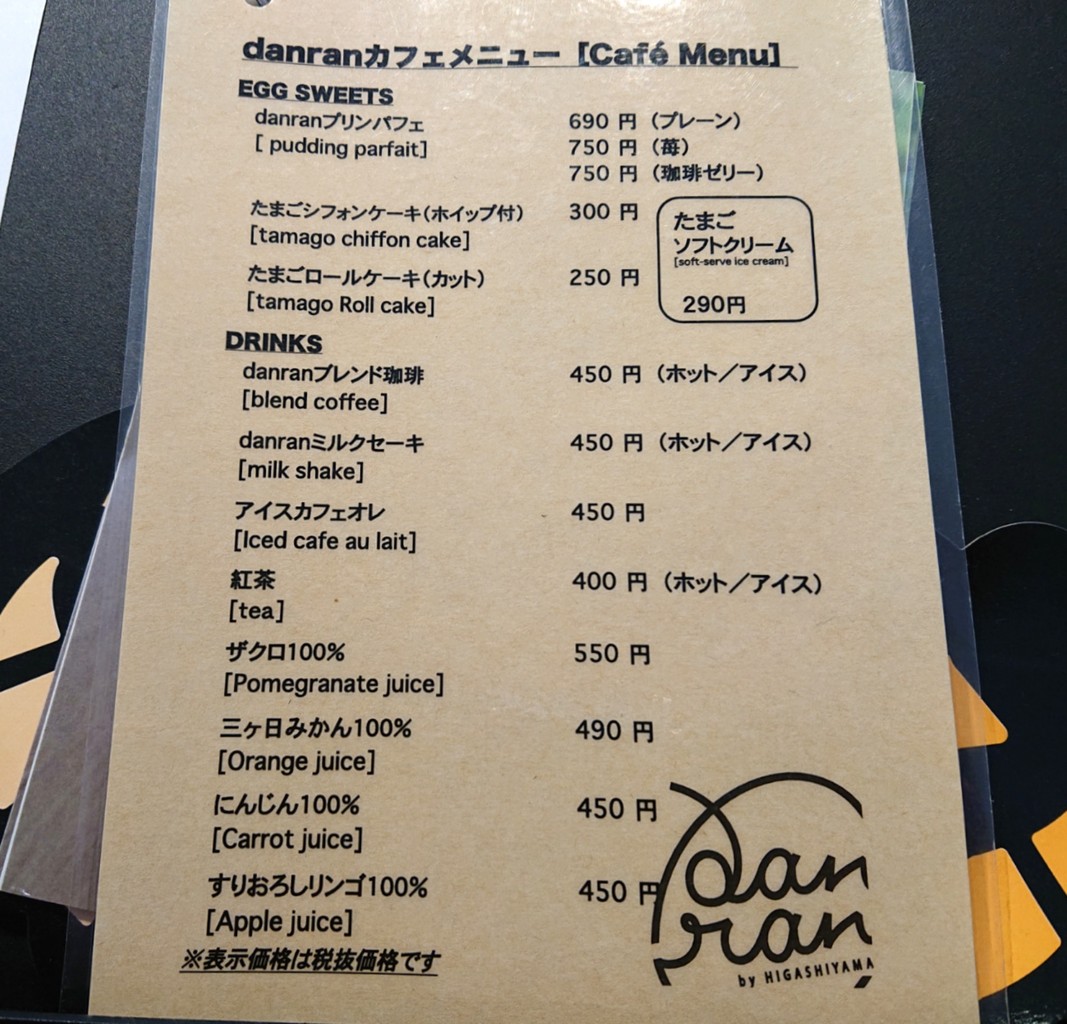 danranカフェメニュー [Café Menu]
EGG SWEETS
danranプリンパフェ 690 円 (プレーン)
[ pudding parfait] 750 円 (苺)
750 円 (珈琲ゼリー)
たまごシフォンケーキ(ホイップ付) 300 円
[tamago chiffon cake]
たまごロールケーキ(カット) 250 円
[tamago Roll cake]
たまご
ソフトクリーム
[soft-serve ice cream]
290円
DRINKS
danranブレンド珈琲 450 円 (ホット/アイス)
[blend coffee]
danranミルクセーキ 450 円 (ホット/アイス)
[milk shake]
アイスカフェオレ 450 円
[Iced cafe au lait]
紅茶 400 円 (ホット/アイス)
[tea]
ザクロ100% 550 円
[Pomegranate juice]
三ヶ日みかん100% 490 円
[Orange juice]
にんじん100% 450 円
[Carrot juice]
すりおろしリンゴ100% 450 円
[Apple juice]
※表示価格は税抜価格です
dan
ran
by HIGASHIYAMA